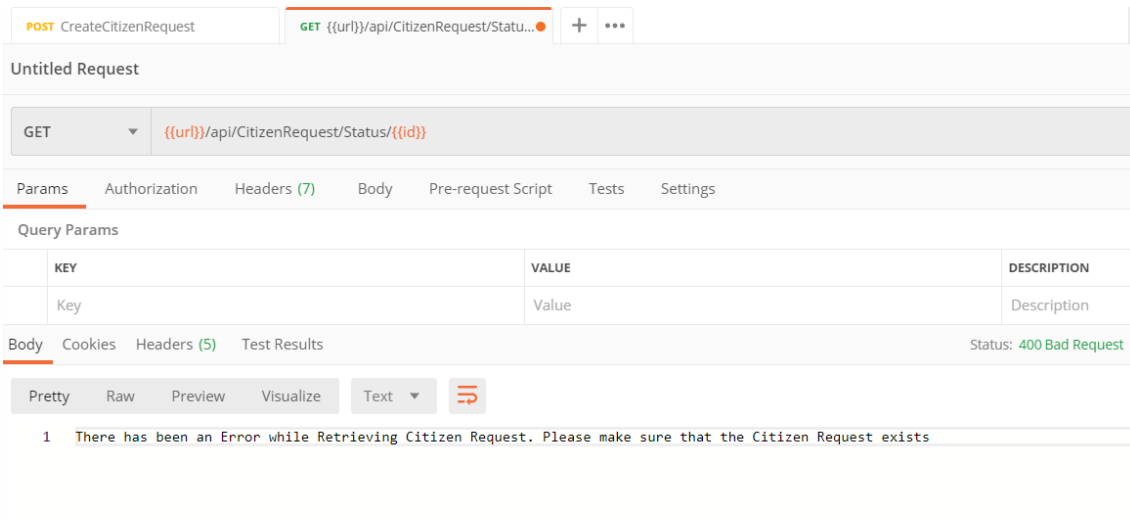 POST CreateCitizenRequest GET {{url}}/api/CitizenRequest/Statu...
Untitled Request
GET {{url}}/api/CitizenRequest/Status/{{id}}
Params Authorization Headers (7) Body Pre-request Script Tests Settings
Query Params
KEY VALUE DESCRIPTION
Key Value Description
Body Cookies Headers (5) Test Results Status: 400 Bad Request
Pretty Raw Preview Visualize Text
1 There has been an Error while Retrieving Citizen Request. Please make sure that the Citizen Request exists